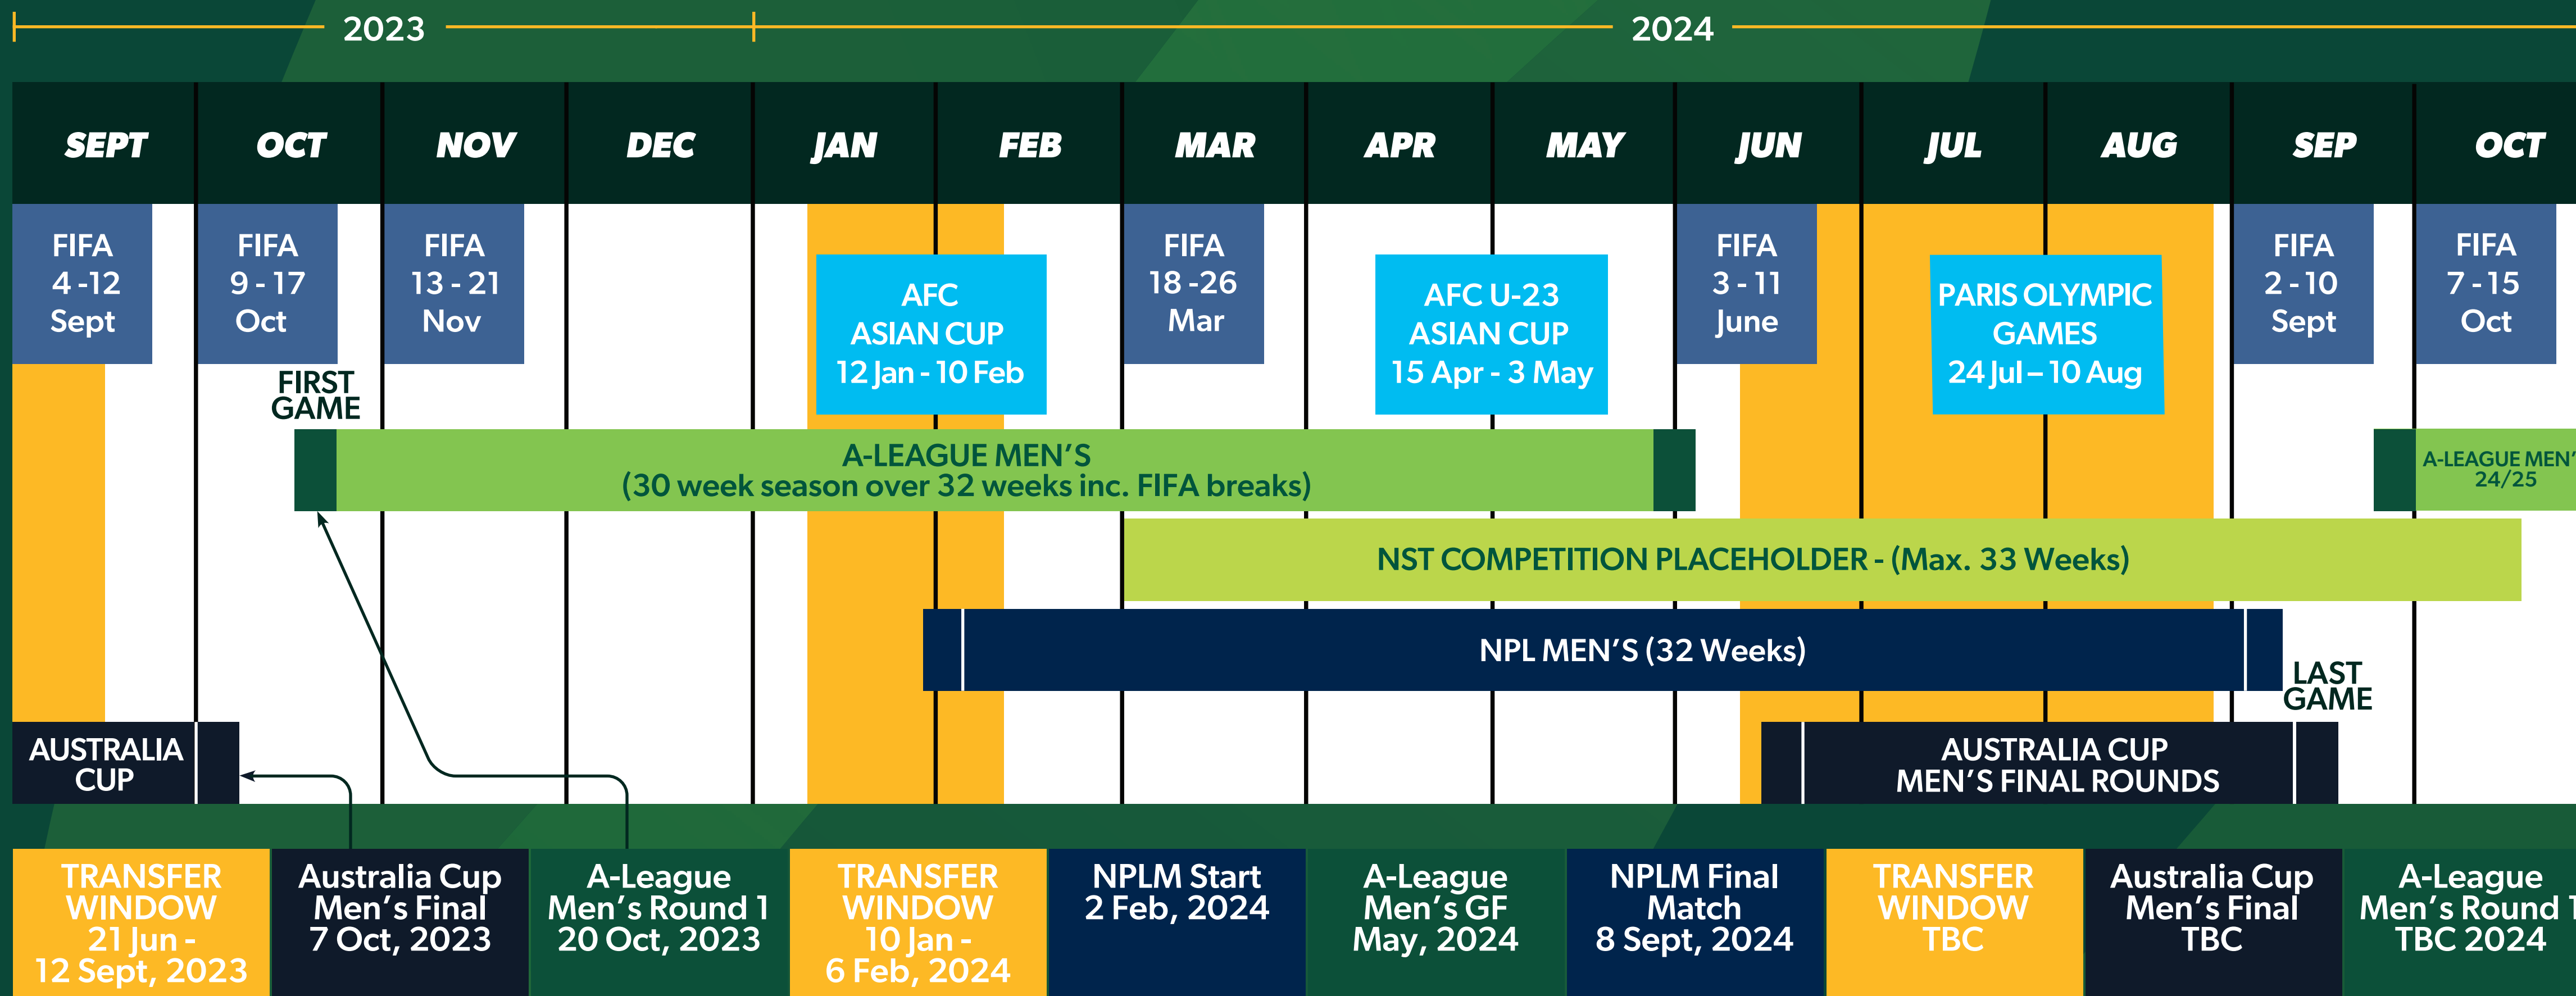 2023
2024
SEPT
OCT
NOV
DEC
JAN
FEB
MAR
APR
MAY
JUN
JUL
AUG
SEP
OCT
FIFA
4 -12
Sept
FIFA
9 - 17
Oct
FIFA
13 - 21
Nov
AFC
ASIAN CUP
12 Jan - 10 Feb
FIFA
18 -26
Mar
AFC U-23
ASIAN CUP
15 Apr - 3 May
FIFA
3 - 11
June
PARIS OLYMPIC
GAMES
24 Jul – 10 Aug
FIFA
2 - 10
Sept
FIFA
7 - 15
Oct
FIRST
GAME
A-LEAGUE MEN'S
(30 week season over 32 weeks inc. FIFA breaks)
A-LEAGUE MEN'
24/25
NST COMPETITION PLACEHOLDER - (Max. 33 Weeks)
NPL MEN'S (32 Weeks)
LAST
GAME
AUSTRALIA
CUP
AUSTRALIA CUP
MEN'S FINAL ROUNDS
TRANSFER
WINDOW
21 Jun -
12 Sept, 2023
Australia Cup
Men's Final
7 Oct, 2023
A-League
Men's Round 1
20 Oct, 2023
TRANSFER
WINDOW
10 Jan -
6 Feb, 2024
NPLM Start
2 Feb, 2024
A-League
Men's GF
May, 2024
NPLM Final
Match
8 Sept, 2024
TRANSFER
WINDOW
TBC
Australia Cup
Men's Final
TBC
A-League
Men's Round 1
TBC 2024